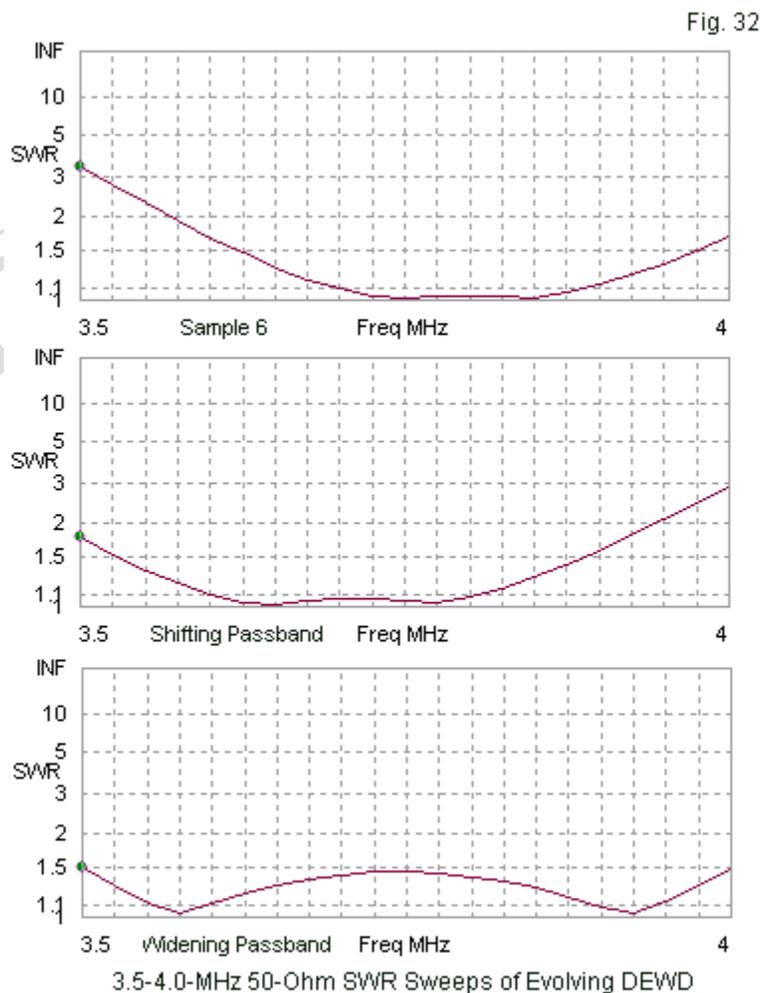 Fig. 32
INF
10
5
SWR
3
2
1.5
1.1
1
3.5 Sample 6 Freq MHz 4
INF
10
5
SWR
3
2
1.5
1.1
1
3.5 Shifting Passband Freq MHz 4
INF
10
5
SWR
3
2
1.5
1.1
1
3.5 Widening Passband Freq MHz 4
3.5-4.0-MHz 50-Ohm SWR Sweeps of Evolving DEWD